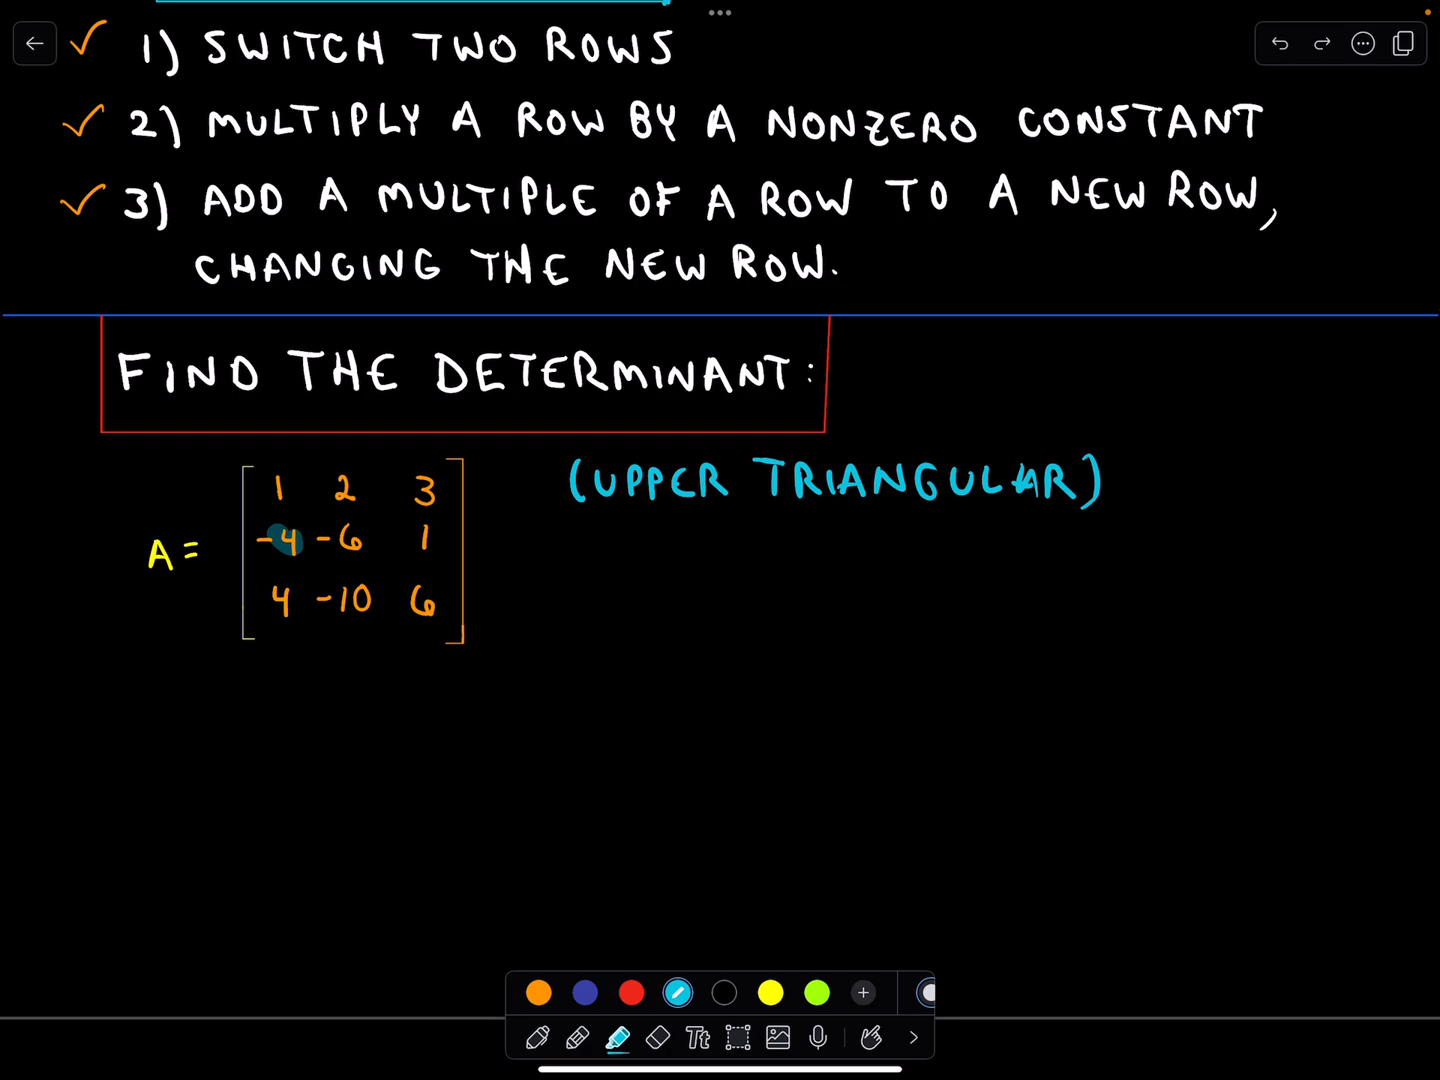 1) SWITCH TWO ROWS
2) MULTIPLY A ROW BY A NONZERO CONSTANT
3) ADD A MULTIPLE OF A ROW TO A NEW ROW,
CHANGING THE NEW ROW.
FIND THE DETERMINANT:
(UPPER TRIANGULAR)
1 2 3
A = -4 -6 1
4 -10 6
Tt